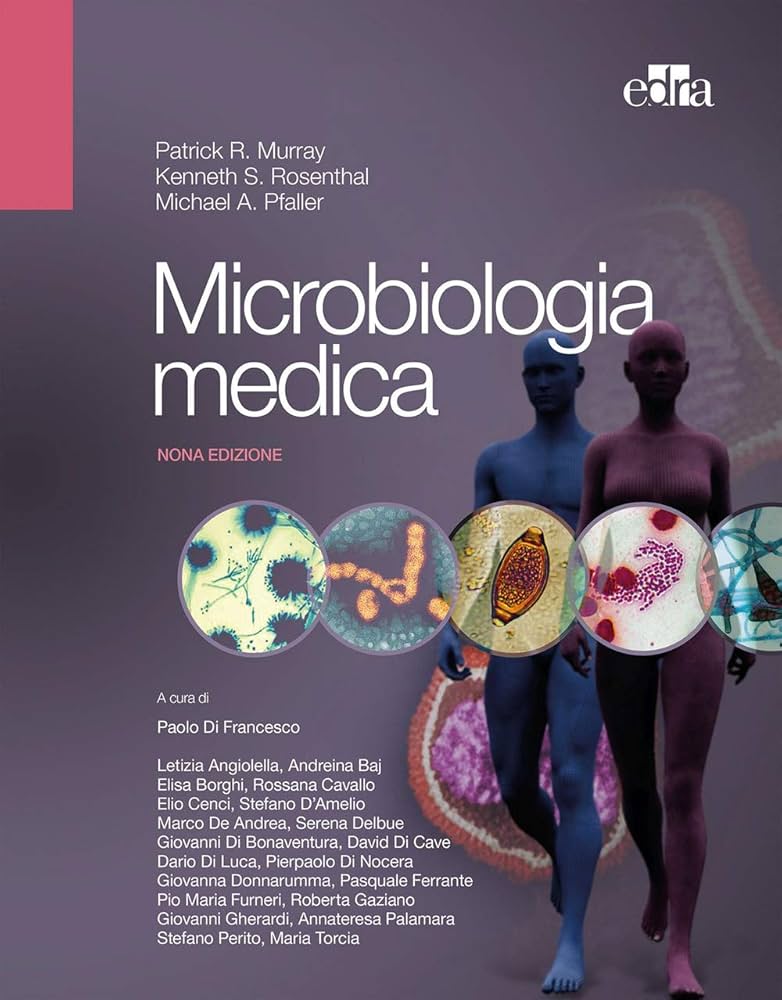 edra
Patrick R. Murray
Kenneth S. Rosenthal
Michael A. Pfaller
Microbiologia
medica
NONA EDIZIONE
A cura di
Paolo Di Francesco
Letizia Angiolella, Andreina Baj
Elisa Borghi, Rossana Cavallo
Elio Cenci, Stefano D'Amelio
Marco De Andrea, Serena Delbue
Giovanni Di Bonaventura, David Di Cave
Dario Di Luca, Pierpaolo Di Nocera
Giovanna Donnarumma, Pasquale Ferrante
Pio Maria Furneri, Roberta Gaziano
Giovanni Gherardi, Annateresa Palamara
Stefano Perito, Maria Torcia